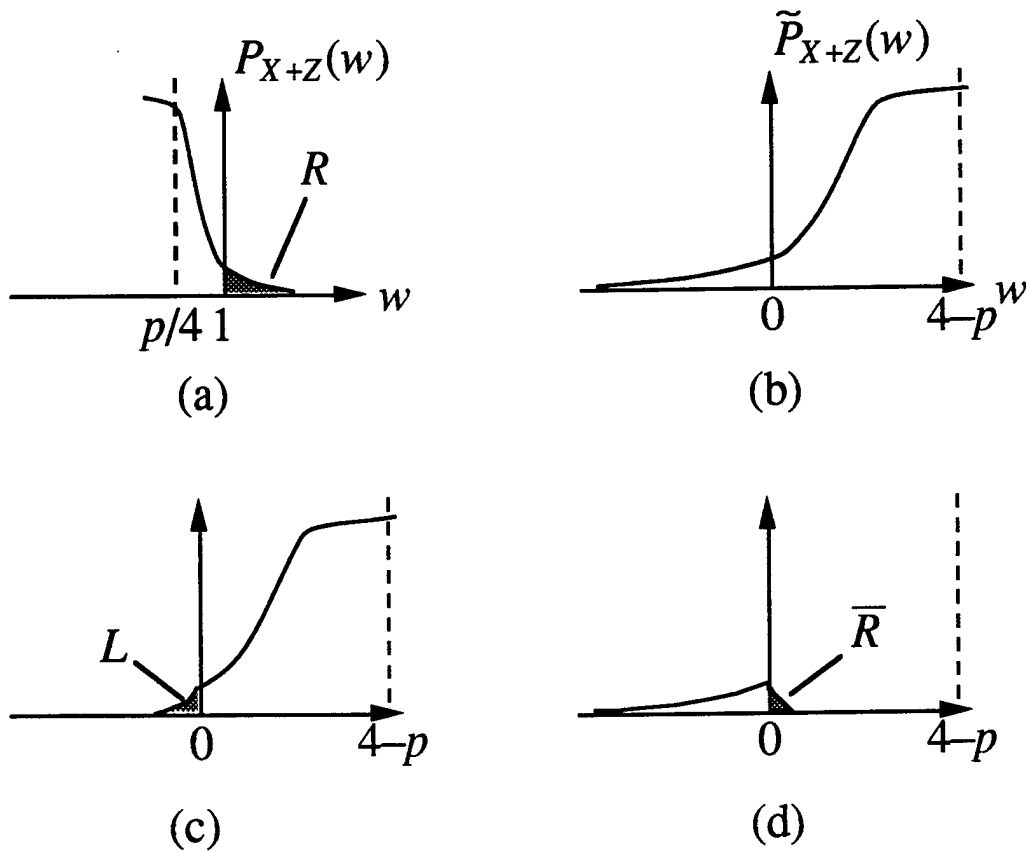 P_{X+Z}(w)
R
w
p/4 1
(a)
P̃_{X+Z}(w)
w
0
4–p
(b)
L
0
4–p
(c)
R̅
0
4–p
(d)